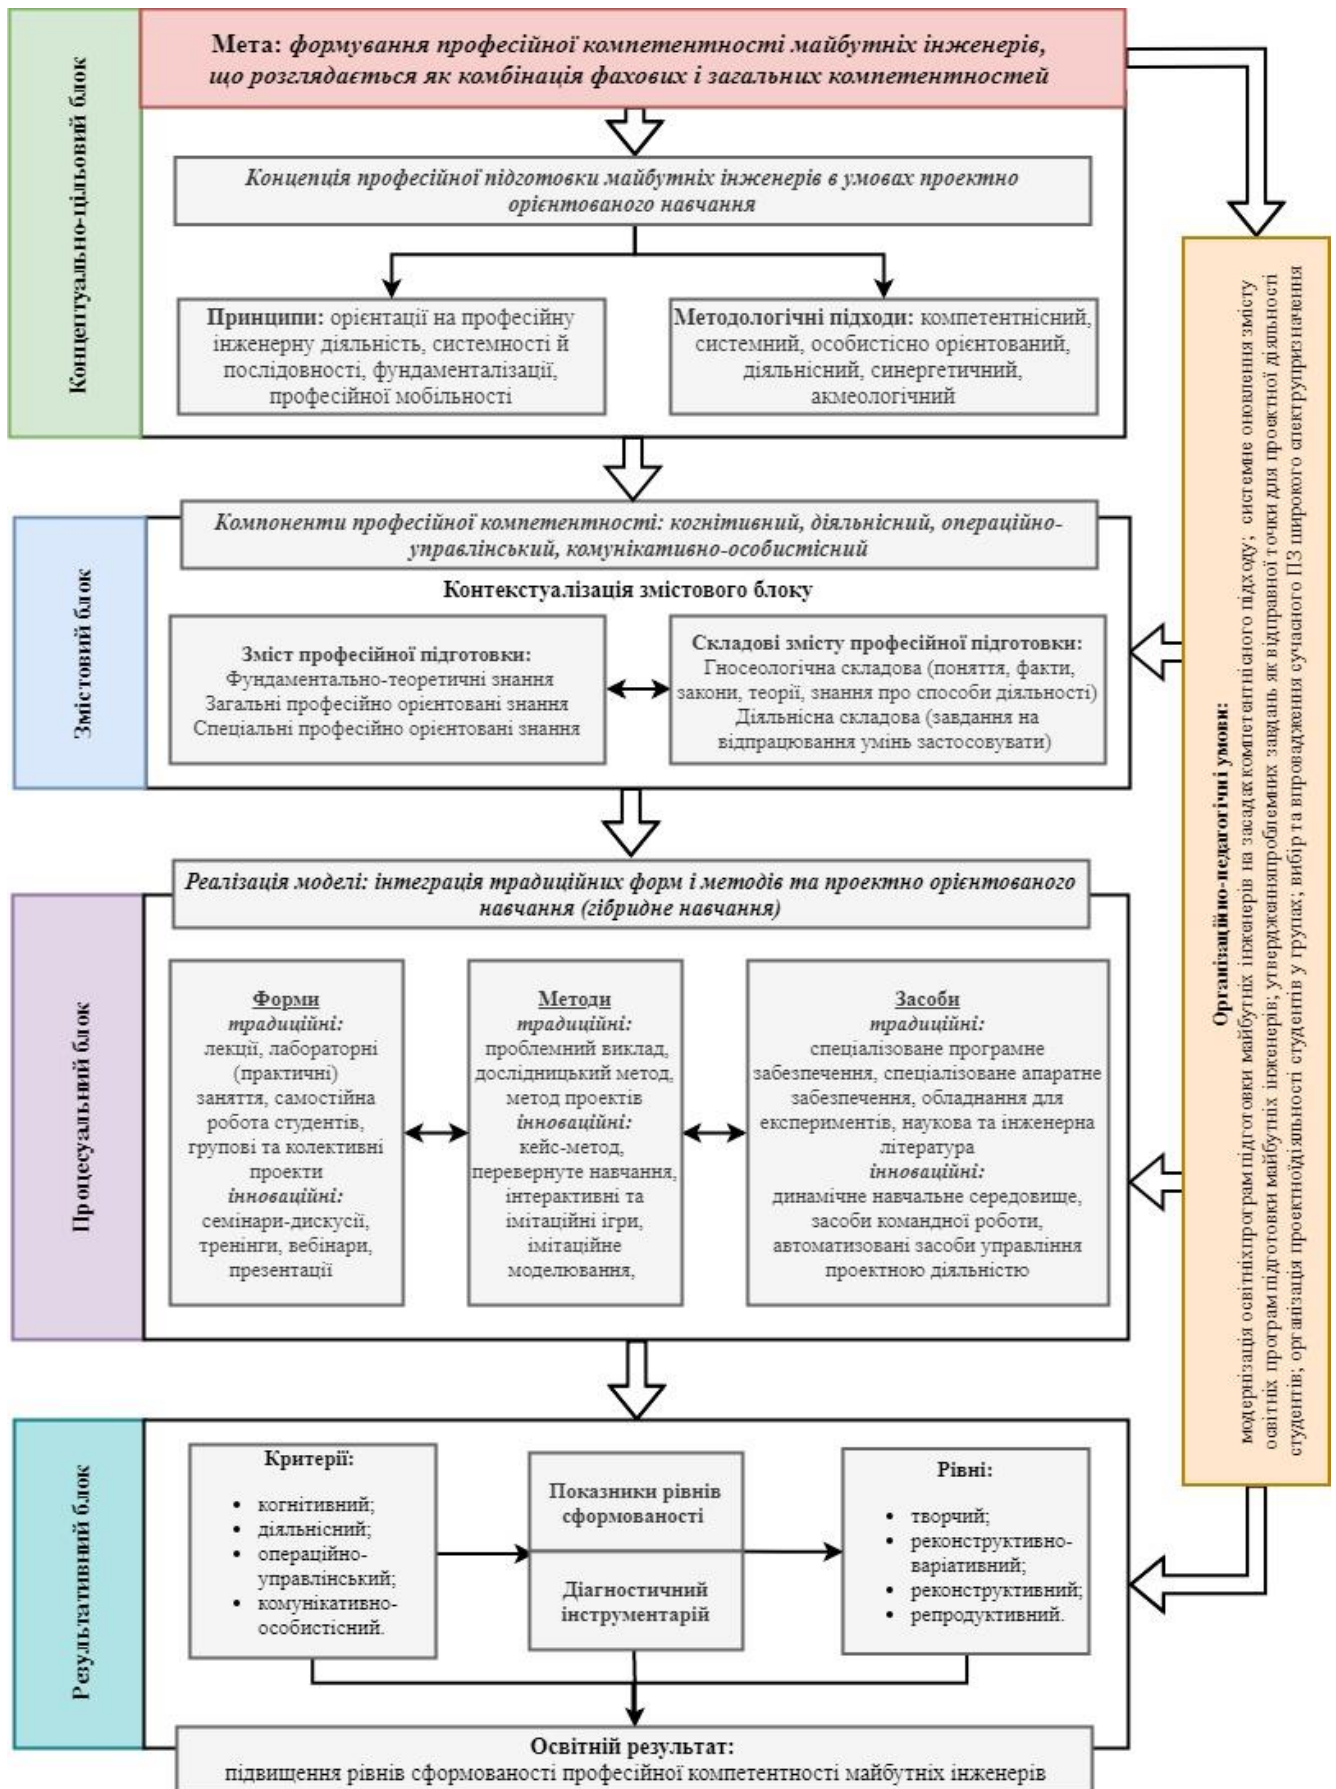 Концептуально-цільовий блок
Мета: формування професійної компетентності майбутніх інженерів,
що розглядається як комбінація фахових і загальних компетентностей
Концепція професійної підготовки майбутніх інженерів в умовах проектно
орієнтованого навчання
Принципи: орієнтації на професійну
інженерну діяльність, системності й
послідовності, фундаменталізації,
професійної мобільності
Методологічні підходи: компетентнісний,
системний, особистісно орієнтований,
діяльнісний, синергетичний,
акмеологічний
Змістовий блок
Компоненти професійної компетентності: когнітивний, діяльнісний, операційно-
управлінський, комунікативно-особистісний
Контекстуалізація змістового блоку
Зміст професійної підготовки:
Фундаментально-теоретичні знання
Загальні професійно орієнтовані знання
Спеціальні професійно орієнтовані знання
Складові змісту професійної підготовки:
Гносеологічна складова (поняття, факти,
закони, теорії, знання про способи діяльності)
Діяльнісна складова (завдання на
відпрацювання умінь застосовувати)
Процесуальний блок
Реалізація моделі: інтеграція традиційних форм і методів та проектно орієнтованого
навчання (гібридне навчання)
Форми
традиційні:
лекції, лабораторні
(практичні)
заняття, самостійна
робота студентів,
групові та колективні
проекти
інноваційні:
семінари-дискусії,
тренінги, вебінари,
презентації
Методи
традиційні:
проблемний виклад,
дослідницький метод,
метод проектів
інноваційні:
кейс-метод,
перевернуте навчання,
інтерактивні та
імітаційні ігри,
імітаційне
моделювання,
Засоби
традиційні:
спеціалізоване програмне
забезпечення, спеціалізоване апаратне
забезпечення, обладнання для
експериментів, наукова та інженерна
література
інноваційні:
динамічне навчальне середовище,
засоби командної роботи,
автоматизовані засоби управління
проектною діяльністю
Результативний блок
Критерії:
• когнітивний;
• діяльнісний;
• операційно-
управлінський;
• комунікативно-
особистісний.
Показники рівнів
сформованості
Діагностичний
інструментарій
Рівні:
• творчий;
• реконструктивно-
варіативний;
• реконструктивний;
• репродуктивний.
Освітній результат:
підвищення рівнів сформованості професійної компетентності майбутніх інженерів
Організаційно-педагогічні умови:
модернізація освітніх програм підготовки майбутніх інженерів на засадах компетентнісного підходу; системне оновлення змісту
освітніх програм підготовки майбутніх інженерів; утвердження проблемних завдань як відправної точки для проектної діяльності
студентів; організація проектної діяльності студентів у групах; вибір та впровадження сучасного ПЗ широкого спектру призначення